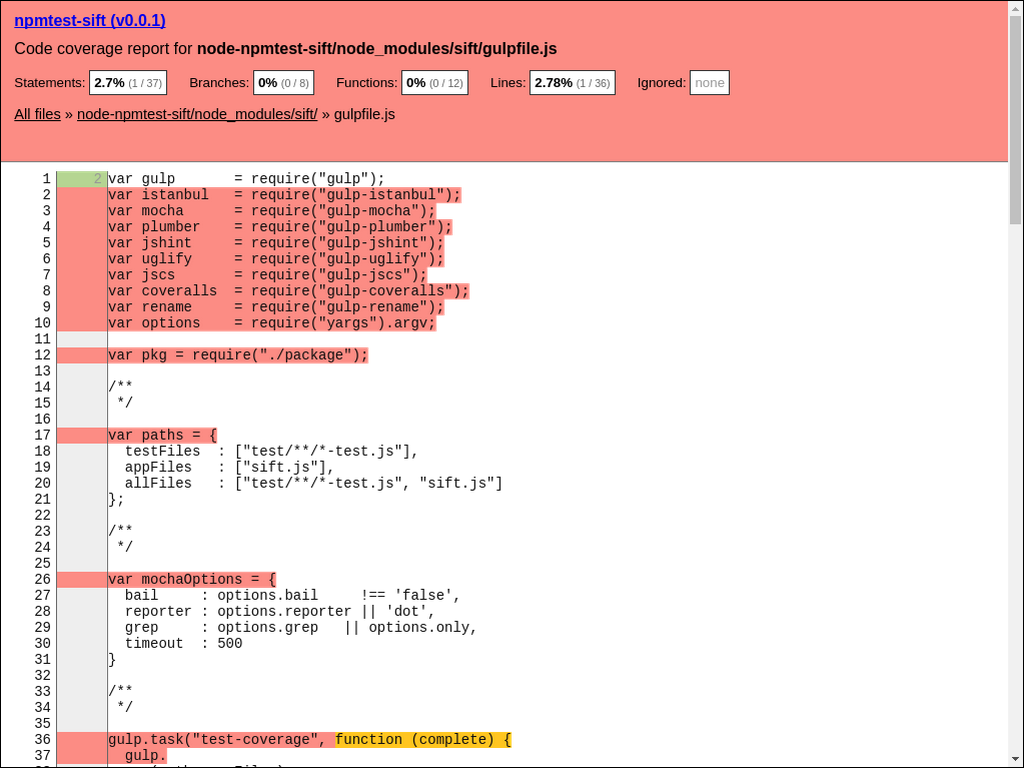 npmtest-sift (v0.0.1)
Code coverage report for node-npmtest-sift/node_modules/sift/gulpfile.js
Statements: 2.7% (1 / 37) Branches: 0% (0 / 8) Functions: 0% (0 / 12) Lines: 2.78% (1 / 36) Ignored: none
All files » node-npmtest-sift/node_modules/sift/ » gulpfile.js
1 2 var gulp       = require("gulp");
2 var istanbul   = require("gulp-istanbul");
3 var mocha      = require("gulp-mocha");
4 var plumber    = require("gulp-plumber");
5 var jshint     = require("gulp-jshint");
6 var uglify     = require("gulp-uglify");
7 var jscs       = require("gulp-jscs");
8 var coveralls  = require("gulp-coveralls");
9 var rename     = require("gulp-rename");
10 var options    = require("yargs").argv;
11
12 var pkg = require("./package");
13
14 /**
15  */
16
17 var paths = {
18   testFiles  : ["test/**/*-test.js"],
19   appFiles   : ["sift.js"],
20   allFiles   : ["test/**/*-test.js", "sift.js"]
21 };
22
23 /**
24  */
25
26 var mochaOptions = {
27   bail     : options.bail     !== 'false',
28   reporter : options.reporter || 'dot',
29   grep     : options.grep   || options.only,
30   timeout  : 500
31 }
32
33 /**
34  */
35
36 gulp.task("test-coverage", function (complete) {
37   gulp.